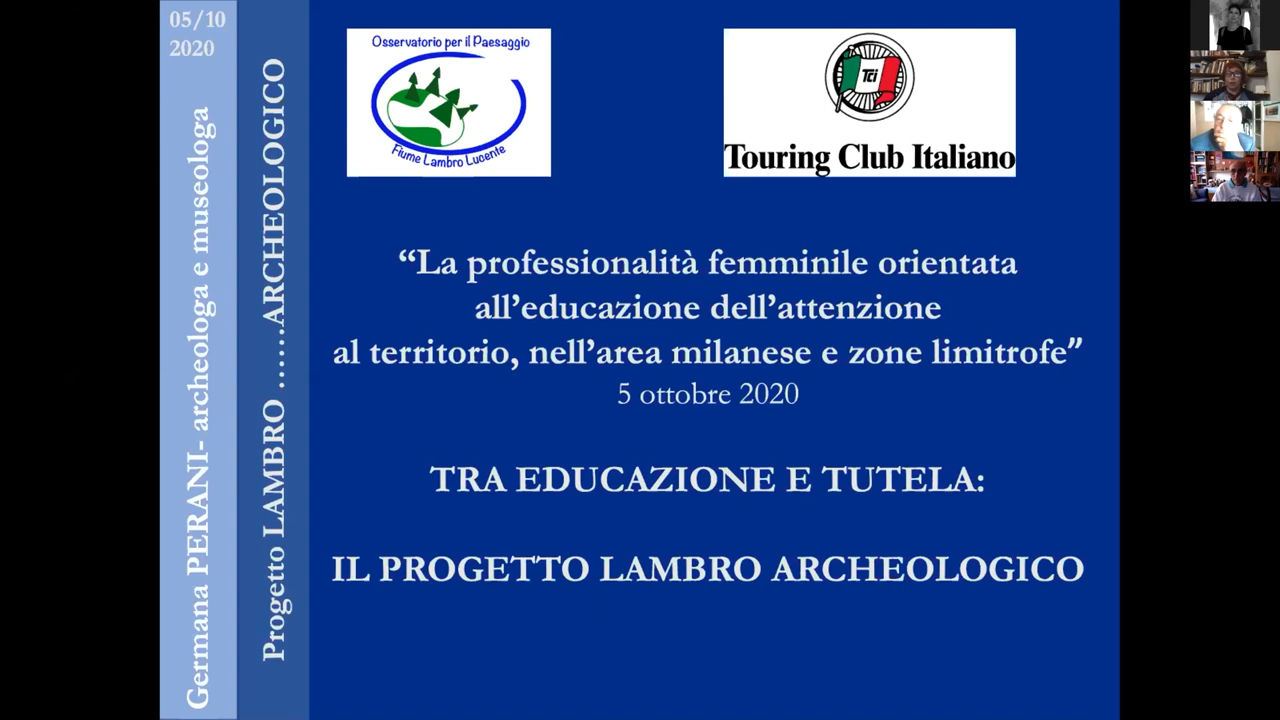 05/10
2020
Germana PERANI- archeologa e museologa
Progetto LAMBRO ......ARCHEOLOGICO
Osservatorio per il Paesaggio
Fiume Lambro Lucente
Tci
Touring Club Italiano
“La professionalità femminile orientata
all’educazione dell’attenzione
al territorio, nell’area milanese e zone limitrofe”
5 ottobre 2020
TRA EDUCAZIONE E TUTELA:
IL PROGETTO LAMBRO ARCHEOLOGICO